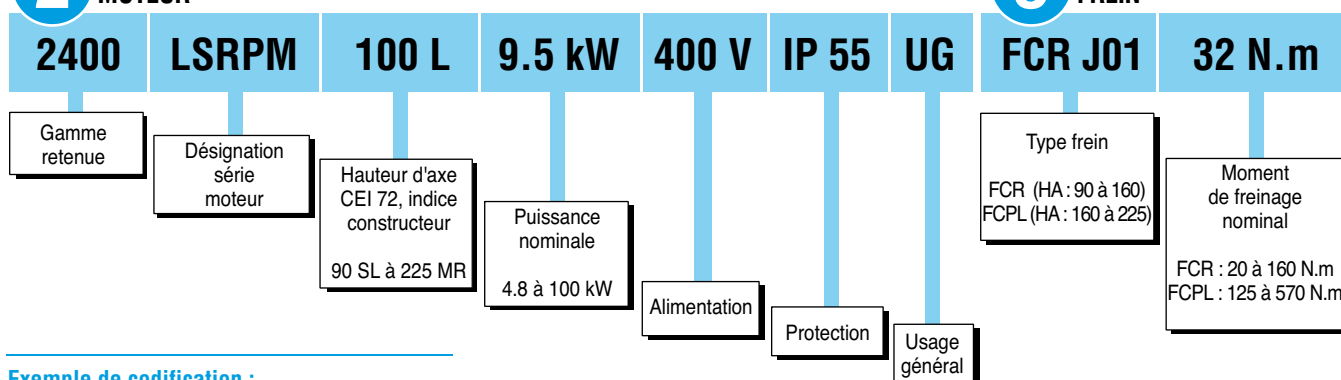 2 MOTEUR
3 FREIN
2400 LSRPM 100 L 9.5 kW 400 V IP 55 UG FCR J01 32 N.m
Gamme
retenue
Désignation
série
moteur
Hauteur d'axe
CEI 72, indice
constructeur
90 SL à 225 MR
Puissance
nominale
4.8 à 100 kW
Alimentation
Protection
Usage
général
Type frein
FCR (HA : 90 à 160)
FCPL (HA : 160 à 225)
Moment
de freinage
nominal
FCR : 20 à 160 N.m
FCPL : 125 à 570 N.m
Exemple de codification :